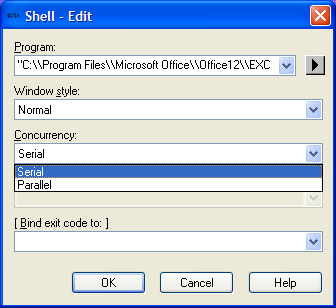 Shell - Edit
Program:
"C:\\Program Files\\Microsoft Office\\Office12\\EXC
Window style:
Normal
Concurrency:
Serial
Serial
Parallel
[ Bind exit code to: ]
OK Cancel Help